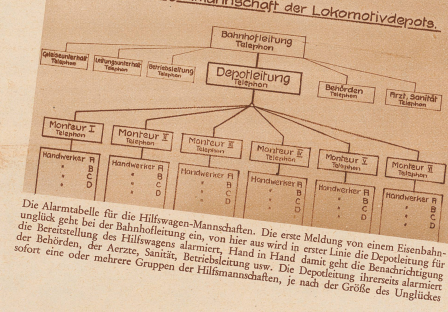 mannschaft der Lokomotivdepots.
Bahnhofleitung
Telephon
Geleiseunterhalt
Telephon
Leitungsunterhalt
Telephon
Betriebsleitung
Telephon
Depotleitung
Telephon
Behörden
Telephon
Arzt, Sanität
Telephon
Monteur I
Telephon
Monteur II
Telephon
Monteur III
Telephon
Monteur IV
Telephon
Monteur V
Telephon
Monteur VI
Telephon
Handwerker A
" B
" C
" D
Handwerker A
" B
" C
" D
Handwerker A
" B
" C
" D
Handwerker A
" B
" C
" D
Handwerker A
" B
" C
" D
Handwerker A
" B
" C
" D
Die Alarmtabelle für die Hilfswagen-Mannschaften. Die erste Meldung von einem Eisenbahn-
unglück geht bei der Bahnhofleitung ein, von hier aus wird in erster Linie die Depotleitung für
die Bereitstellung des Hilfswagens alarmiert, Hand in Hand damit geht die Benachrichtigung
der Behörden, der Aerzte, Sanität, Betriebsleitung usw. Die Depotleitung ihrerseits alarmiert
sofort eine oder mehrere Gruppen der Hilfsmannschaften, je nach der Größe des Unglückes